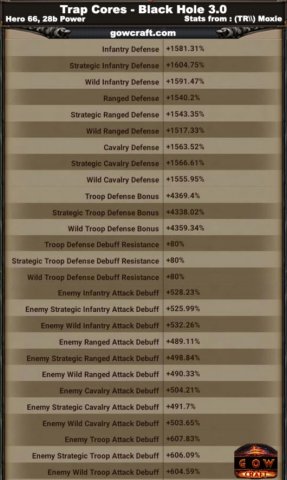 Trap Cores - Black Hole 3.0
Hero 66, 28b Power Stats from : (TR\\) Moxie
gowcraft.com
Infantry Defense +1581.31%
Strategic Infantry Defense +1604.75%
Wild Infantry Defense +1591.47%
Ranged Defense +1540.2%
Strategic Ranged Defense +1543.35%
Wild Ranged Defense +1517.33%
Cavalry Defense +1563.52%
Strategic Cavalry Defense +1566.61%
Wild Cavalry Defense +1555.95%
Troop Defense Bonus +4369.4%
Strategic Troop Defense Bonus +4338.02%
Wild Troop Defense Bonus +4359.34%
Troop Defense Debuff Resistance +80%
Strategic Troop Defense Debuff Resistance +80%
Wild Troop Defense Debuff Resistance +80%
Enemy Infantry Attack Debuff +528.23%
Enemy Strategic Infantry Attack Debuff +525.99%
Enemy Wild Infantry Attack Debuff +532.26%
Enemy Ranged Attack Debuff +489.11%
Enemy Strategic Ranged Attack Debuff +498.84%
Enemy Wild Ranged Attack Debuff +490.33%
Enemy Cavalry Attack Debuff +504.21%
Enemy Strategic Cavalry Attack Debuff +491.7%
Enemy Wild Cavalry Attack Debuff +503.65%
Enemy Troop Attack Debuff +607.83%
Enemy Strategic Troop Attack Debuff +606.09%
Enemy Wild Troop Attack Debuff +604.59%
GOW
CRAFT